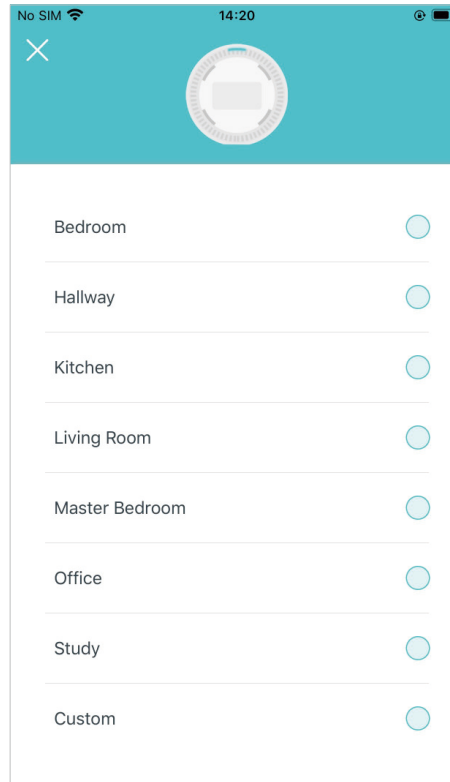 No SIM 14:20
Bedroom
Hallway
Kitchen
Living Room
Master Bedroom
Office
Study
Custom